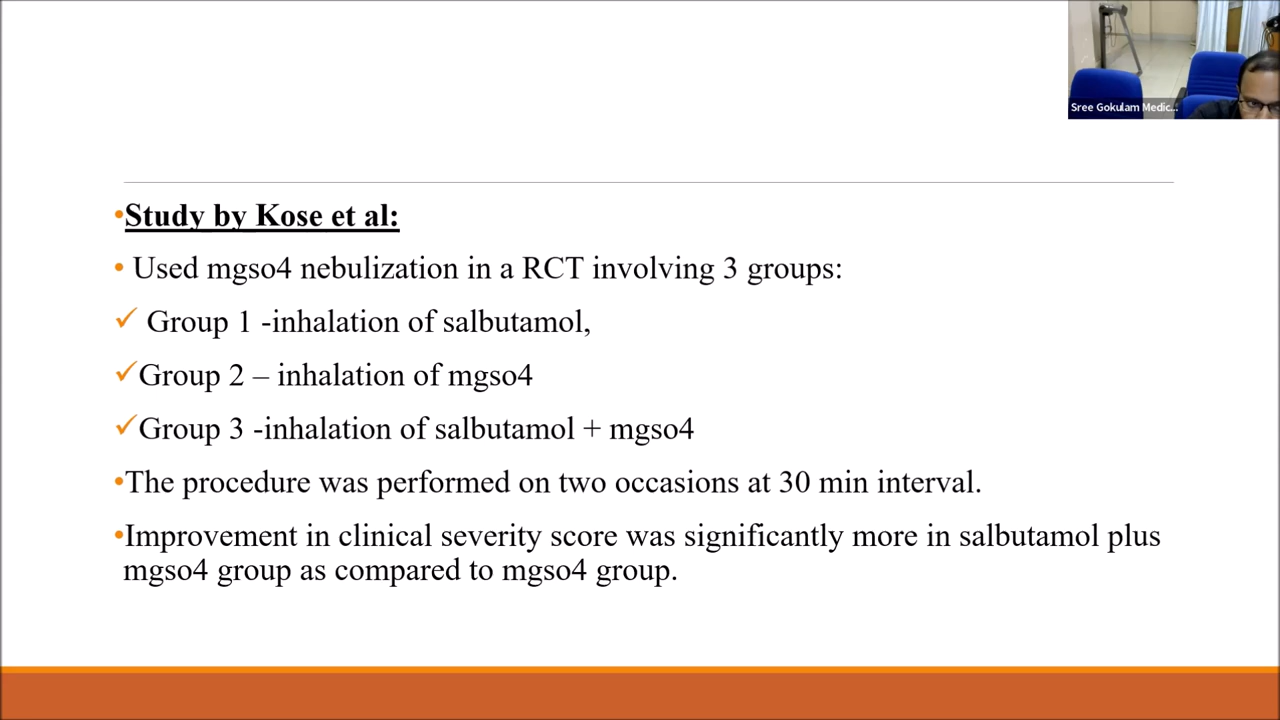 Sree Gokulam Medic...
•Study by Kose et al:
• Used mgso4 nebulization in a RCT involving 3 groups:
✓ Group 1 -inhalation of salbutamol,
✓Group 2 – inhalation of mgso4
✓Group 3 -inhalation of salbutamol + mgso4
•The procedure was performed on two occasions at 30 min interval.
•Improvement in clinical severity score was significantly more in salbutamol plus
mgso4 group as compared to mgso4 group.